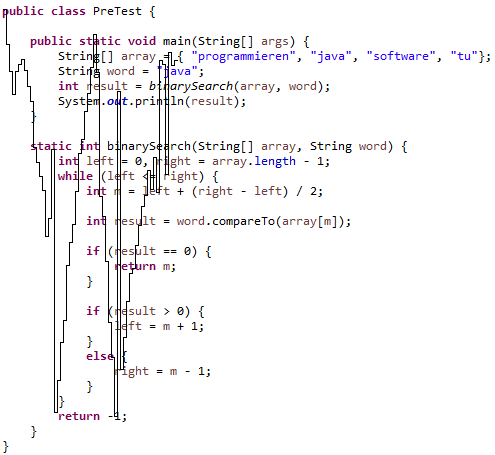 public class PreTest {
public static void main(String[] args) {
String[] array = { "programmieren", "java", "software", "tu"};
String word = "java";
int result = binarySearch(array, word);
System.out.println(result);
}
static int binarySearch(String[] array, String word) {
int left = 0, right = array.length - 1;
while (left <= right) {
int m = left + (right - left) / 2;
int result = word.compareTo(array[m]);
if (result == 0) {
return m;
}
if (result > 0) {
left = m + 1;
}
else {
right = m - 1;
}
}
return -1;
}
}